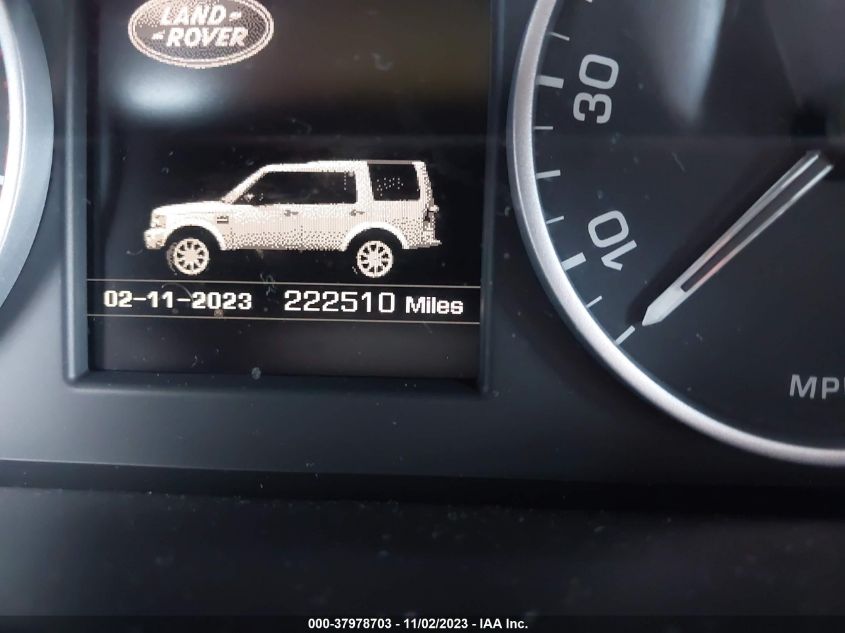 LAND
ROVER
02-11-2023 222510 Miles
30
10
MP
000-37978703 - 11/02/2023 - IAA Inc.